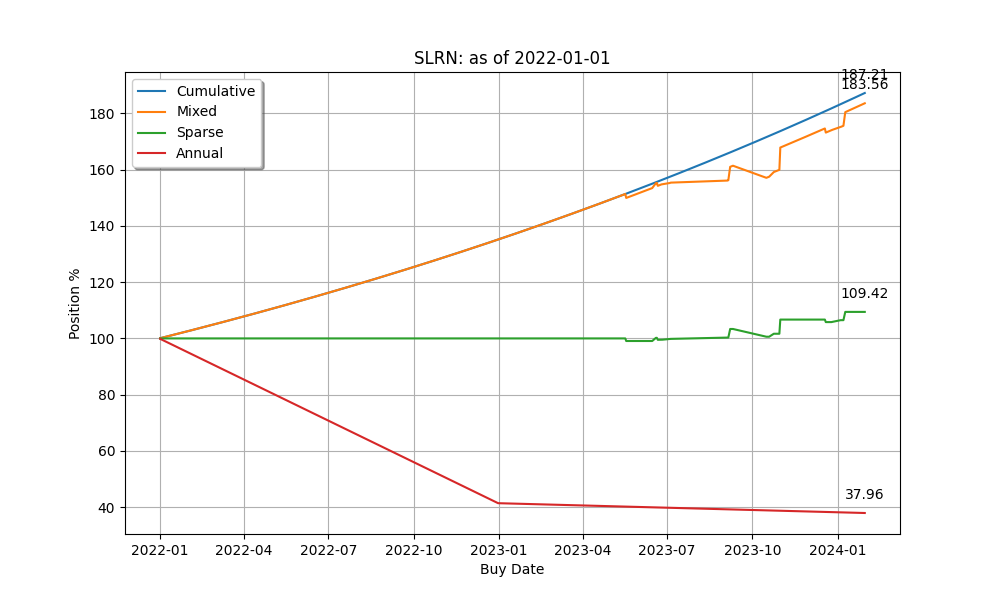 SLRN: as of 2022-01-01
187.21
183.56
Cumulative
Mixed
Sparse
Annual
180
160
140
120
100
80
60
40
109.42
37.96
Position %
2022-01 2022-04 2022-07 2022-10 2023-01 2023-04 2023-07 2023-10 2024-01
Buy Date